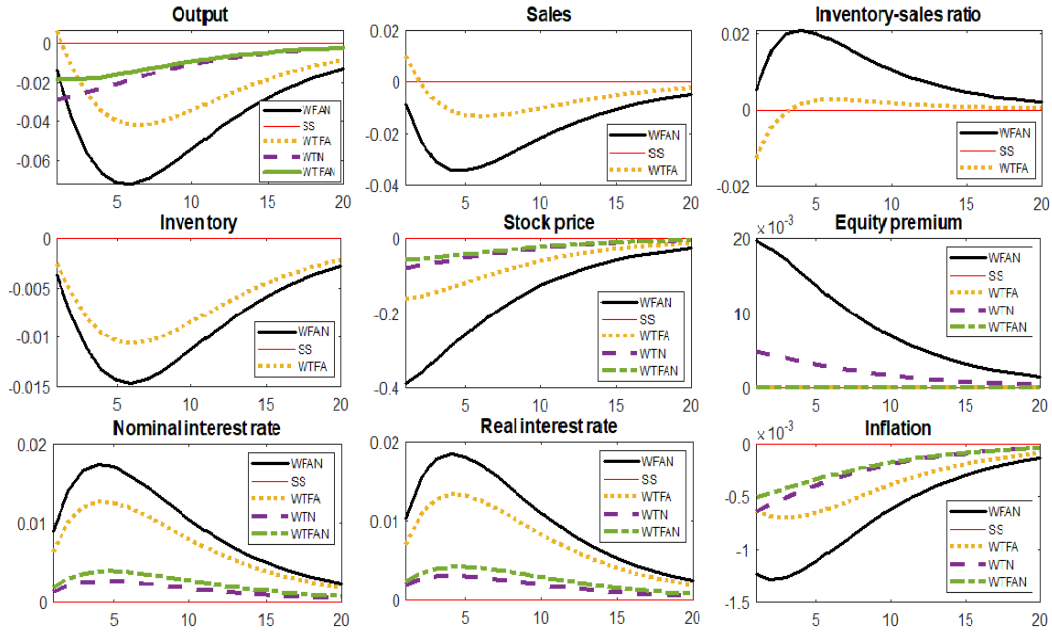 Output
0
-0.02
-0.04
-0.06
WFAN
SS
WTFA
WTN
WTFAN
5 10 15 20
Sales
0.02
0
-0.02
-0.04
WFAN
SS
WTFA
5 10 15 20
Inventory-sales ratio
0.02
0
-0.02
WFAN
SS
WTFA
5 10 15 20
Inventory
0
-0.005
-0.01
-0.015
WFAN
SS
WTFA
5 10 15 20
Stock price
0
-0.2
-0.4
WFAN
SS
WTFA
WTN
WTFAN
5 10 15 20
Equity premium
× 10⁻³
20
10
0
WFAN
SS
WTFA
WTN
WTFAN
5 10 15 20
Nominal interest rate
0.02
0.01
0
WFAN
SS
WTFA
WTN
WTFAN
5 10 15 20
Real interest rate
0.02
0.01
0
WFAN
SS
WTFA
WTN
WTFAN
5 10 15 20
Inflation
× 10⁻³
0
-0.5
-1
-1.5
WFAN
SS
WTFA
WTN
WTFAN
5 10 15 20